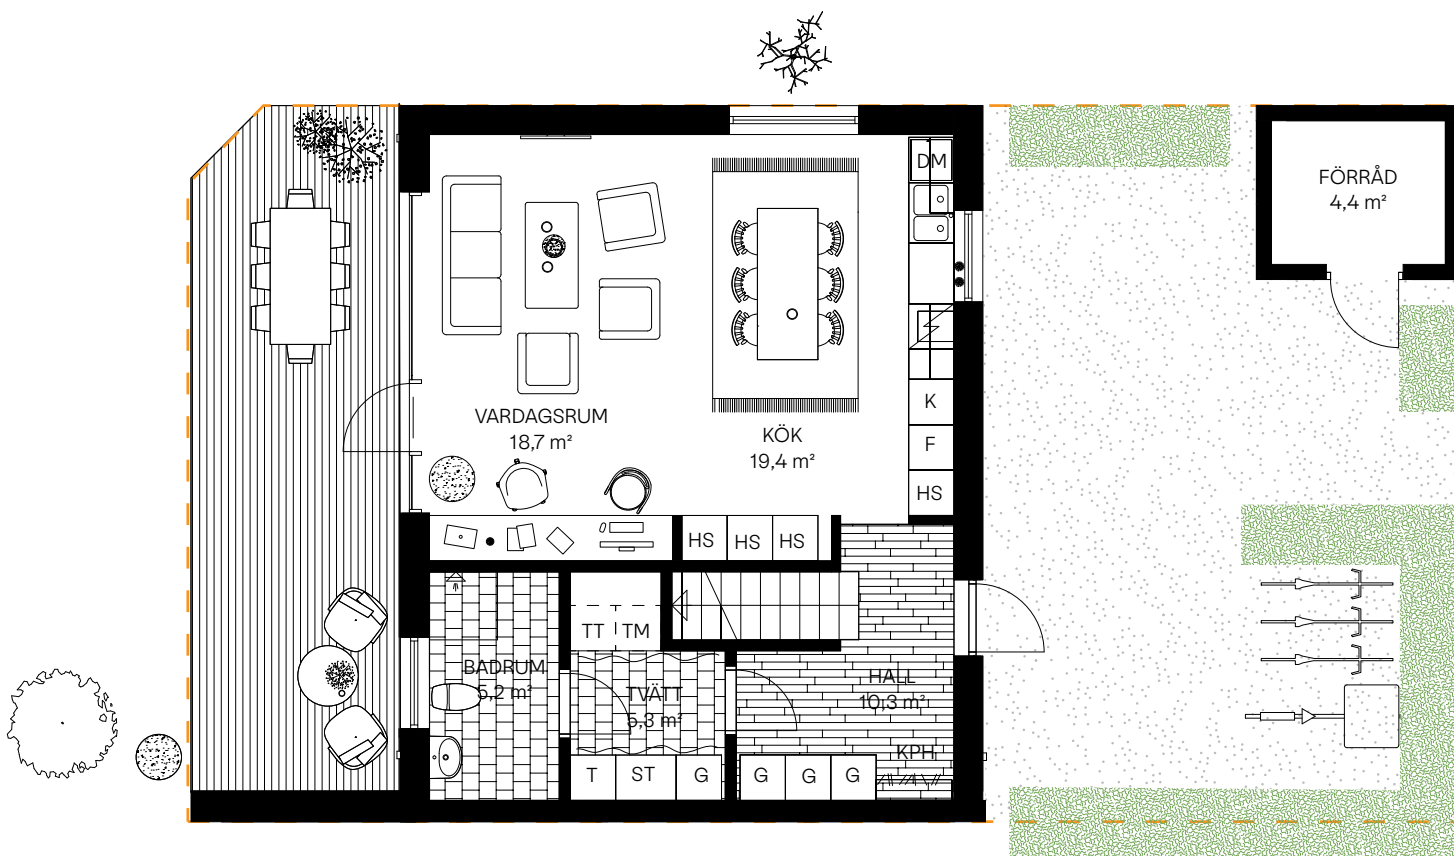 DM
FÖRRÅD
4,4 m²
K
VARDAGSRUM
18,7 m²
KÖK
19,4 m²
F
HS
HS
HS
HS
TT
TM
BADRUM
5,2 m²
TVÄTT
5,3 m²
HALL
10,3 m²
KPH
T
ST
G
G
G
G